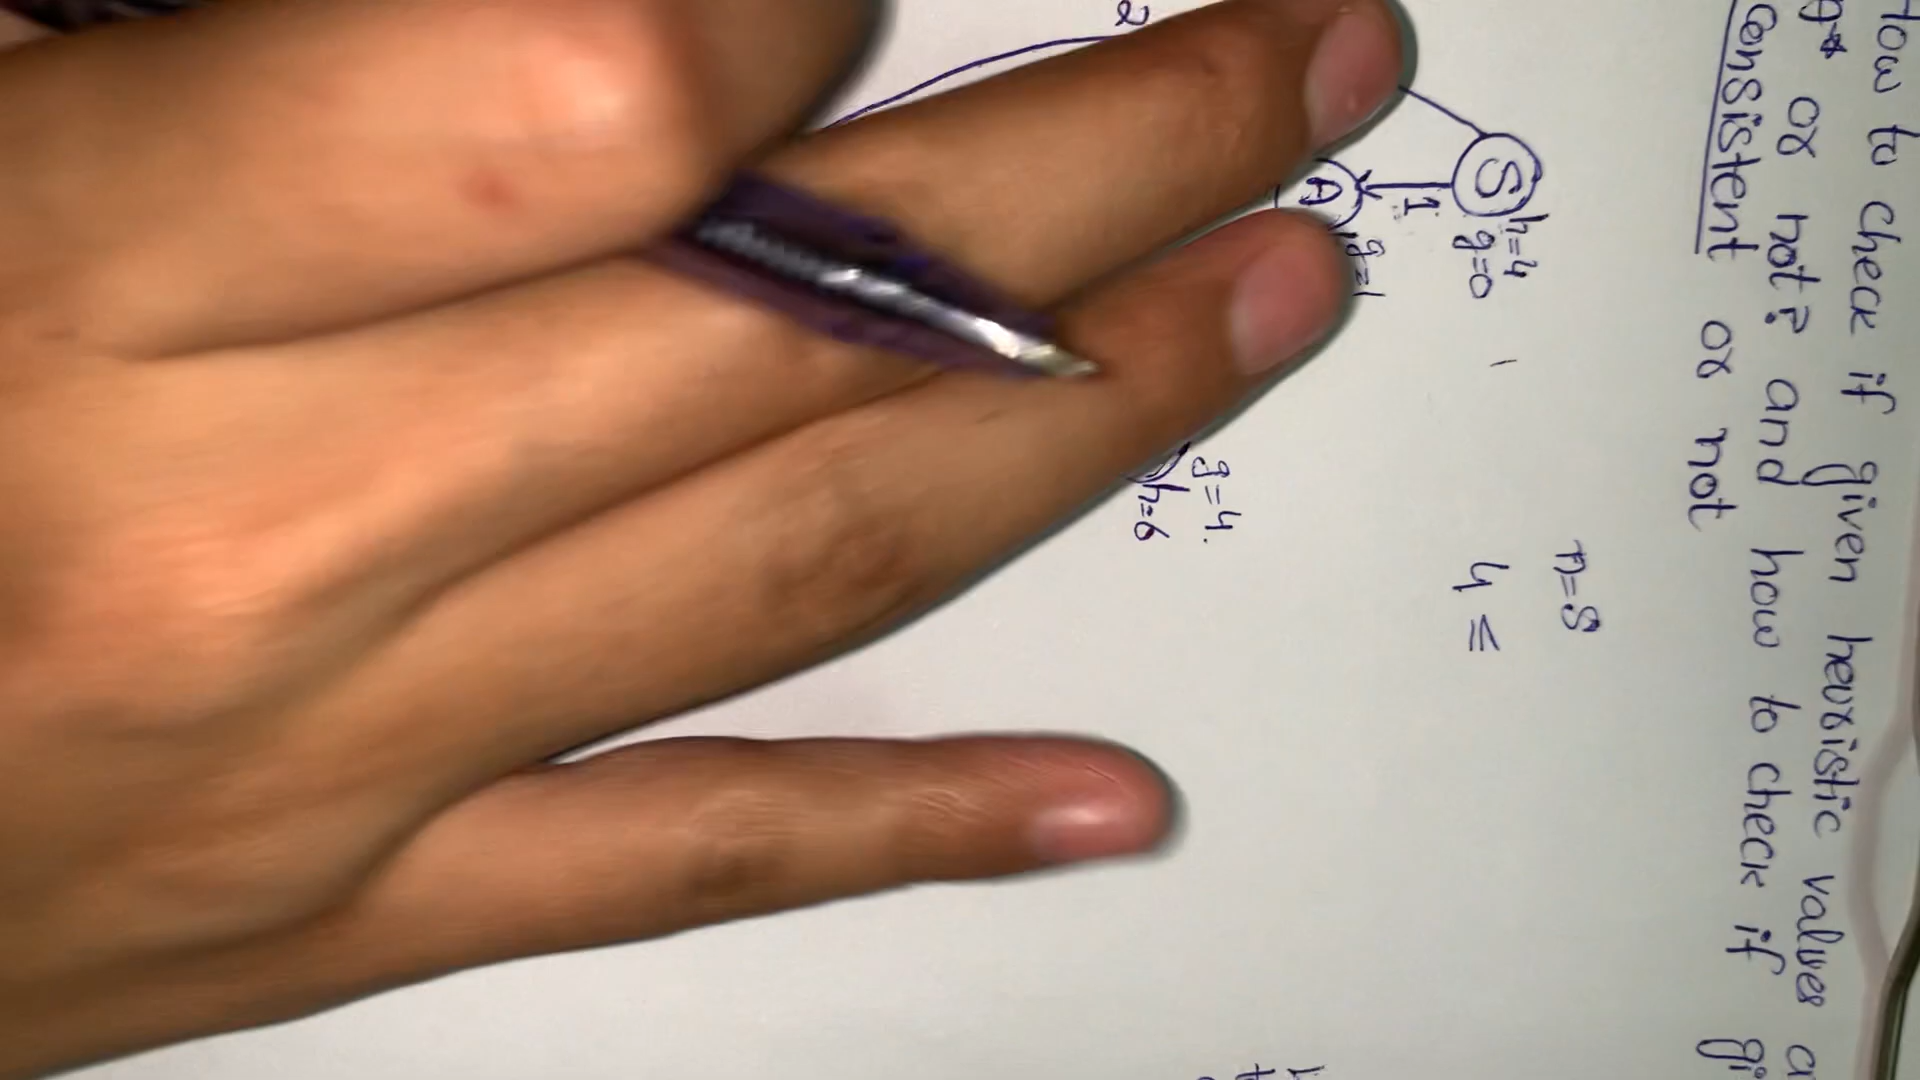 How to check if given heuristic values a
A* or not? and how to check if gi
consistent or not
n=S
4 ≤
S
h=4
g=0
1
A
g=1
2
g=4.
h=6